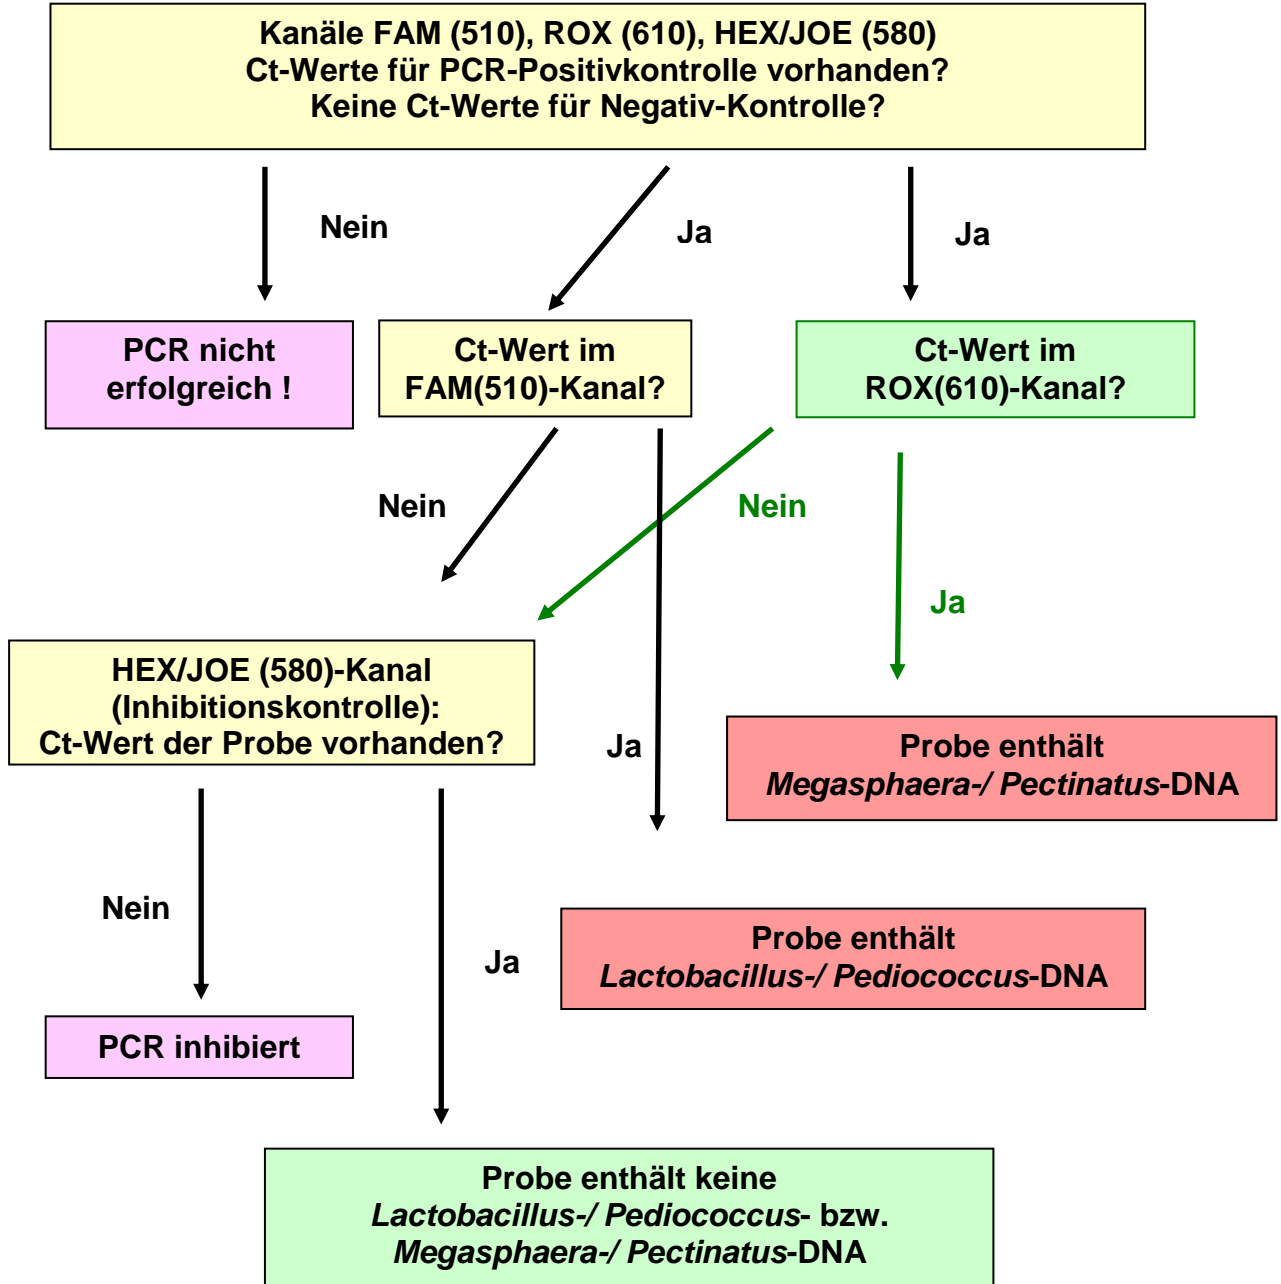 Kanäle FAM (510), ROX (610), HEX/JOE (580)
Ct-Werte für PCR-Positivkontrolle vorhanden?
Keine Ct-Werte für Negativ-Kontrolle?
Nein
Ja
Ja
PCR nicht
erfolgreich !
Ct-Wert im
FAM(510)-Kanal?
Ct-Wert im
ROX(610)-Kanal?
Nein
Nein
Ja
HEX/JOE (580)-Kanal
(Inhibitionskontrolle):
Ct-Wert der Probe vorhanden?
Ja
Probe enthält
Megasphaera-/ Pectinatus-DNA
Nein
Ja
Probe enthält
Lactobacillus-/ Pediococcus-DNA
PCR inhibiert
Probe enthält keine
Lactobacillus-/ Pediococcus- bzw.
Megasphaera-/ Pectinatus-DNA